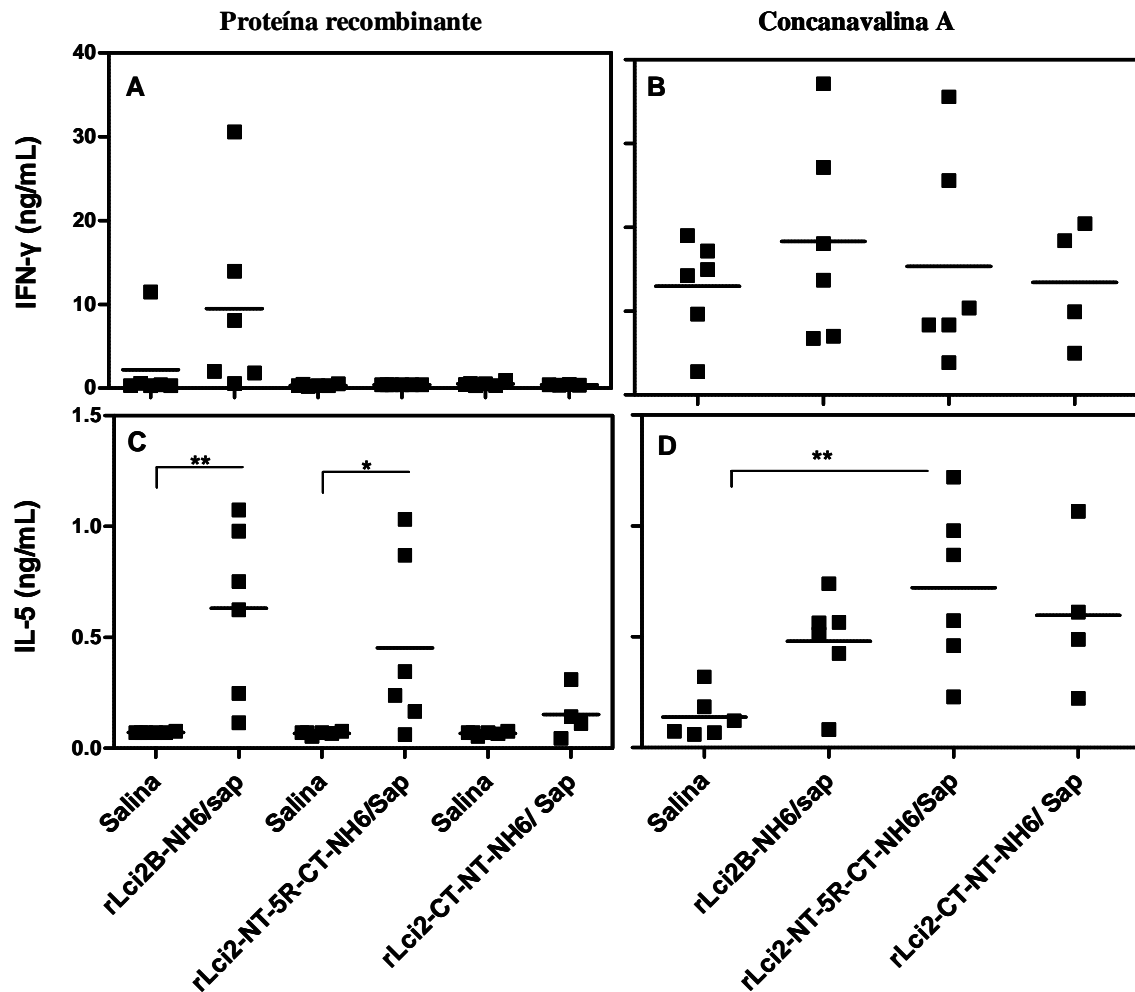 Proteína recombinante
Concanavalina A
IFN-γ (ng/mL)
40
30
20
10
0
A
B
IL-5 (ng/mL)
1.5
1.0
0.5
0.0
C
**
*
D
**
Salina
rLci2B-NH6/sap
Salina
rLci2-NT-5R-CT-NH6/Sap
Salina
rLci2-CT-NT-NH6/ Sap
Salina
rLci2B-NH6/sap
rLci2-NT-5R-CT-NH6/Sap
rLci2-CT-NT-NH6/ Sap